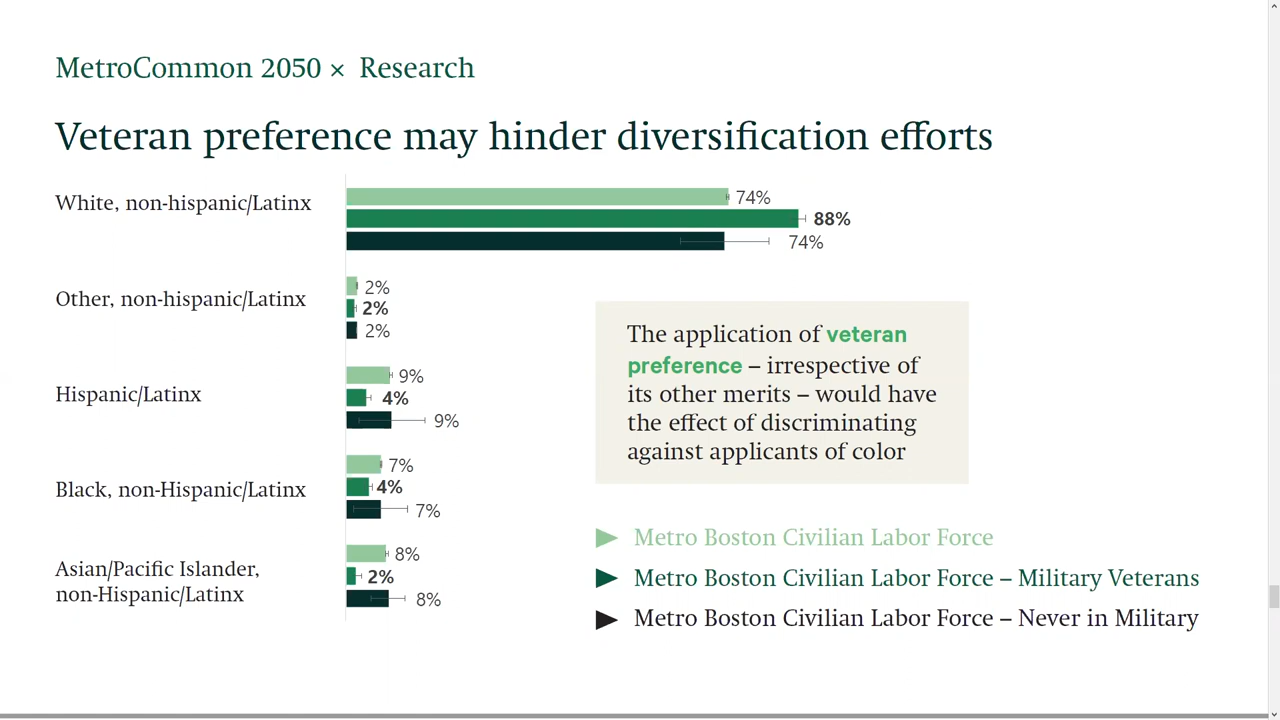 MetroCommon 2050 × Research
Veteran preference may hinder diversification efforts
White, non-hispanic/Latinx
74%
88%
74%
Other, non-hispanic/Latinx
2%
2%
2%
Hispanic/Latinx
9%
4%
9%
Black, non-Hispanic/Latinx
7%
4%
7%
Asian/Pacific Islander,
non-Hispanic/Latinx
8%
2%
8%
The application of veteran
preference – irrespective of
its other merits – would have
the effect of discriminating
against applicants of color
Metro Boston Civilian Labor Force
Metro Boston Civilian Labor Force – Military Veterans
Metro Boston Civilian Labor Force – Never in Military